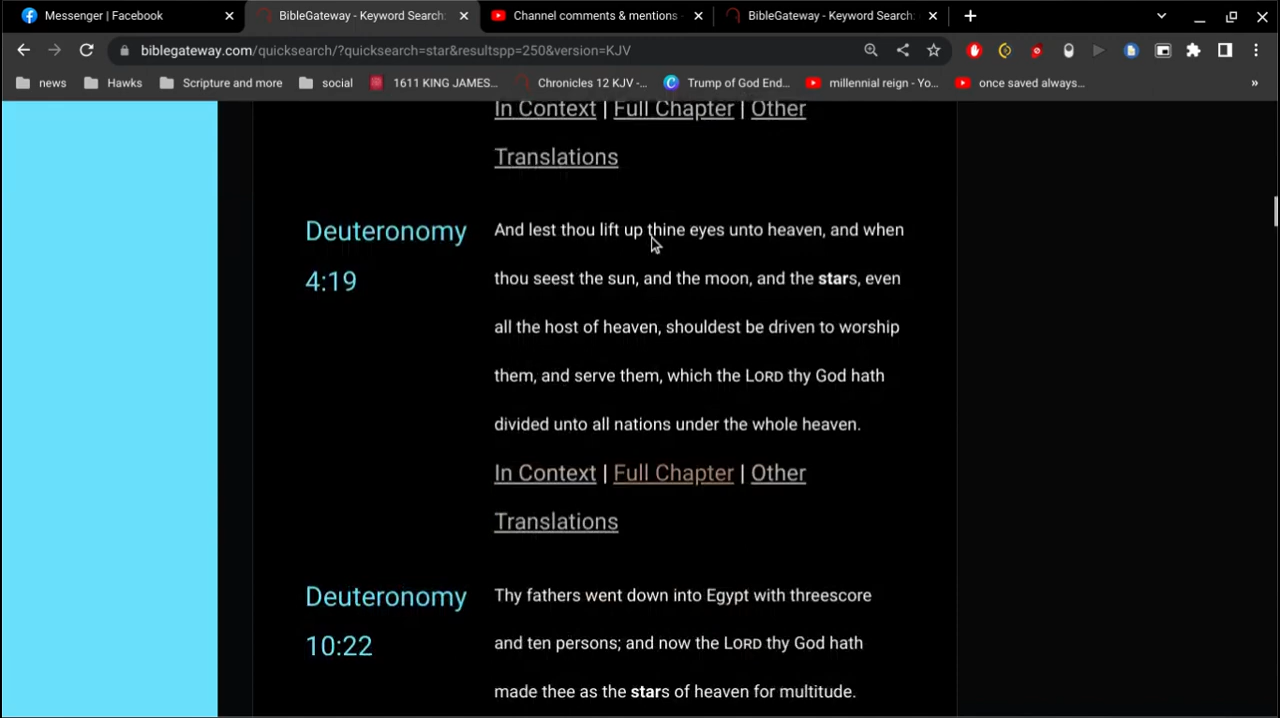 Messenger | Facebook
BibleGateway - Keyword Search:
Channel comments & mentions -
BibleGateway - Keyword Search:
biblegateway.com/quicksearch/?quicksearch=star&resultspp=250&version=KJV
news
Hawks
Scripture and more
social
1611 KING JAMES...
Chronicles 12 KJV -...
Trump of God End...
millennial reign - Yo...
once saved always...
»
In Context | Full Chapter | Other
Translations
Deuteronomy
4:19
And lest thou lift up thine eyes unto heaven, and when
thou seest the sun, and the moon, and the stars, even
all the host of heaven, shouldest be driven to worship
them, and serve them, which the LORD thy God hath
divided unto all nations under the whole heaven.
In Context | Full Chapter | Other
Translations
Deuteronomy
10:22
Thy fathers went down into Egypt with threescore
and ten persons; and now the LORD thy God hath
made thee as the stars of heaven for multitude.